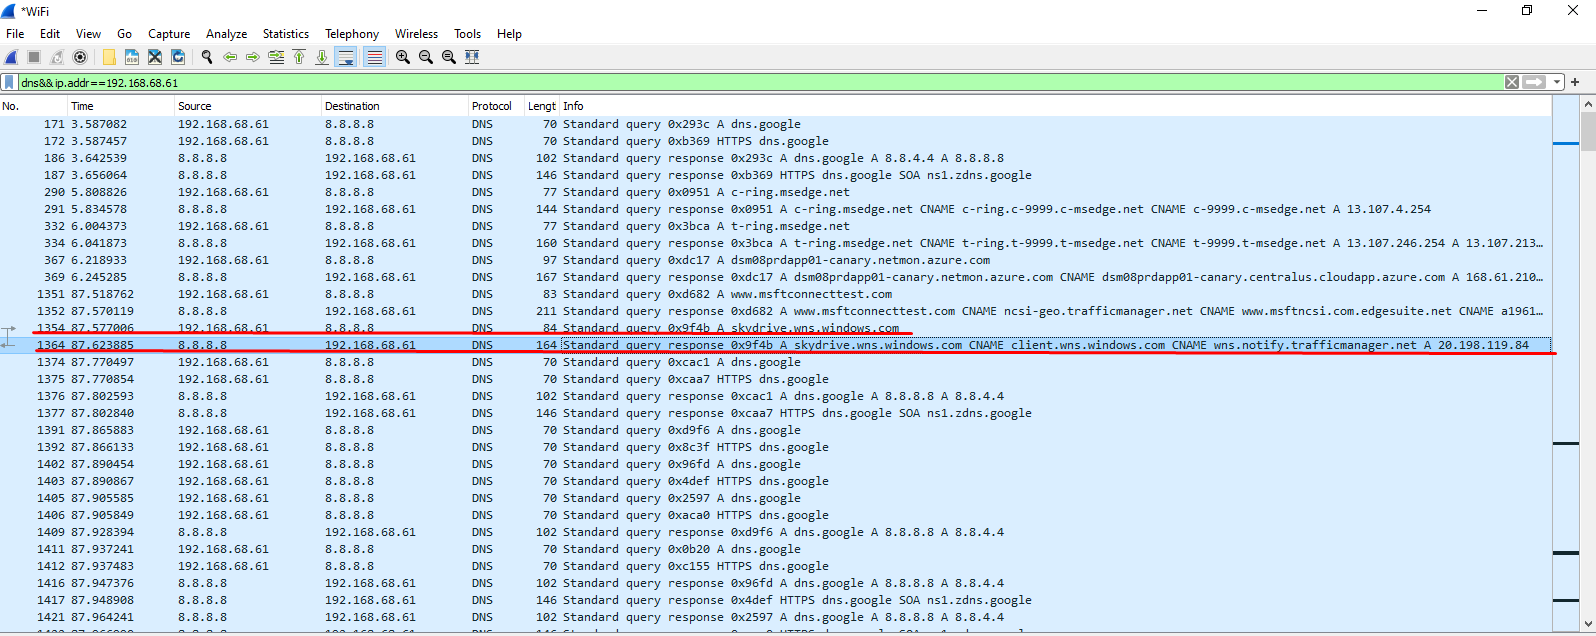 *WiFi
File Edit View Go Capture Analyze Statistics Telephony Wireless Tools Help
dns&&ip.addr==192.168.68.61
No. Time Source Destination Protocol Lengt Info
171 3.587082 192.168.68.61 8.8.8.8 DNS 70 Standard query 0x293c A dns.google
172 3.587457 192.168.68.61 8.8.8.8 DNS 70 Standard query 0xb369 HTTPS dns.google
186 3.642539 8.8.8.8 192.168.68.61 DNS 102 Standard query response 0x293c A dns.google A 8.8.4.4 A 8.8.8.8
187 3.656064 8.8.8.8 192.168.68.61 DNS 146 Standard query response 0xb369 HTTPS dns.google SOA ns1.zdns.google
290 5.808826 192.168.68.61 8.8.8.8 DNS 77 Standard query 0x0951 A c-ring.msedge.net
291 5.834578 8.8.8.8 192.168.68.61 DNS 144 Standard query response 0x0951 A c-ring.msedge.net CNAME c-ring.c-9999.c-msedge.net CNAME c-9999.c-msedge.net A 13.107.4.254
332 6.004373 192.168.68.61 8.8.8.8 DNS 77 Standard query 0x3bca A t-ring.msedge.net
334 6.041873 8.8.8.8 192.168.68.61 DNS 160 Standard query response 0x3bca A t-ring.msedge.net CNAME t-ring.t-9999.t-msedge.net CNAME t-9999.t-msedge.net A 13.107.246.254 A 13.107.213…
367 6.218933 192.168.68.61 8.8.8.8 DNS 97 Standard query 0xdc17 A dsm08prdapp01-canary.netmon.azure.com
369 6.245285 8.8.8.8 192.168.68.61 DNS 167 Standard query response 0xdc17 A dsm08prdapp01-canary.netmon.azure.com CNAME dsm08prdapp01-canary.centralus.cloudapp.azure.com A 168.61.210…
1351 87.518762 192.168.68.61 8.8.8.8 DNS 83 Standard query 0xd682 A www.msftconnecttest.com
1352 87.570119 8.8.8.8 192.168.68.61 DNS 211 Standard query response 0xd682 A www.msftconnecttest.com CNAME ncsi-geo.trafficmanager.net CNAME www.msftncsi.com.edgesuite.net CNAME a1961…
1354 87.577006 192.168.68.61 8.8.8.8 DNS 84 Standard query 0x9f4b A skydrive.wns.windows.com
1364 87.623885 8.8.8.8 192.168.68.61 DNS 164 Standard query response 0x9f4b A skydrive.wns.windows.com CNAME client.wns.windows.com CNAME wns.notify.trafficmanager.net A 20.198.119.84
1374 87.770497 192.168.68.61 8.8.8.8 DNS 70 Standard query 0xcac1 A dns.google
1375 87.770854 192.168.68.61 8.8.8.8 DNS 70 Standard query 0xcaa7 HTTPS dns.google
1376 87.802593 8.8.8.8 192.168.68.61 DNS 102 Standard query response 0xcac1 A dns.google A 8.8.8.8 A 8.8.4.4
1377 87.802840 8.8.8.8 192.168.68.61 DNS 146 Standard query response 0xcaa7 HTTPS dns.google SOA ns1.zdns.google
1391 87.865883 192.168.68.61 8.8.8.8 DNS 70 Standard query 0xd9f6 A dns.google
1392 87.866133 192.168.68.61 8.8.8.8 DNS 70 Standard query 0x8c3f HTTPS dns.google
1402 87.890454 192.168.68.61 8.8.8.8 DNS 70 Standard query 0x96fd A dns.google
1403 87.890867 192.168.68.61 8.8.8.8 DNS 70 Standard query 0x4def HTTPS dns.google
1405 87.905585 192.168.68.61 8.8.8.8 DNS 70 Standard query 0x2597 A dns.google
1406 87.905849 192.168.68.61 8.8.8.8 DNS 70 Standard query 0xaca0 HTTPS dns.google
1409 87.928394 8.8.8.8 192.168.68.61 DNS 102 Standard query response 0xd9f6 A dns.google A 8.8.8.8 A 8.8.4.4
1411 87.937241 192.168.68.61 8.8.8.8 DNS 70 Standard query 0x0b20 A dns.google
1412 87.937483 192.168.68.61 8.8.8.8 DNS 70 Standard query 0xc155 HTTPS dns.google
1416 87.947376 8.8.8.8 192.168.68.61 DNS 102 Standard query response 0x96fd A dns.google A 8.8.8.8 A 8.8.4.4
1417 87.948908 8.8.8.8 192.168.68.61 DNS 146 Standard query response 0x4def HTTPS dns.google SOA ns1.zdns.google
1421 87.964241 8.8.8.8 192.168.68.61 DNS 102 Standard query response 0x2597 A dns.google A 8.8.8.8 A 8.8.4.4